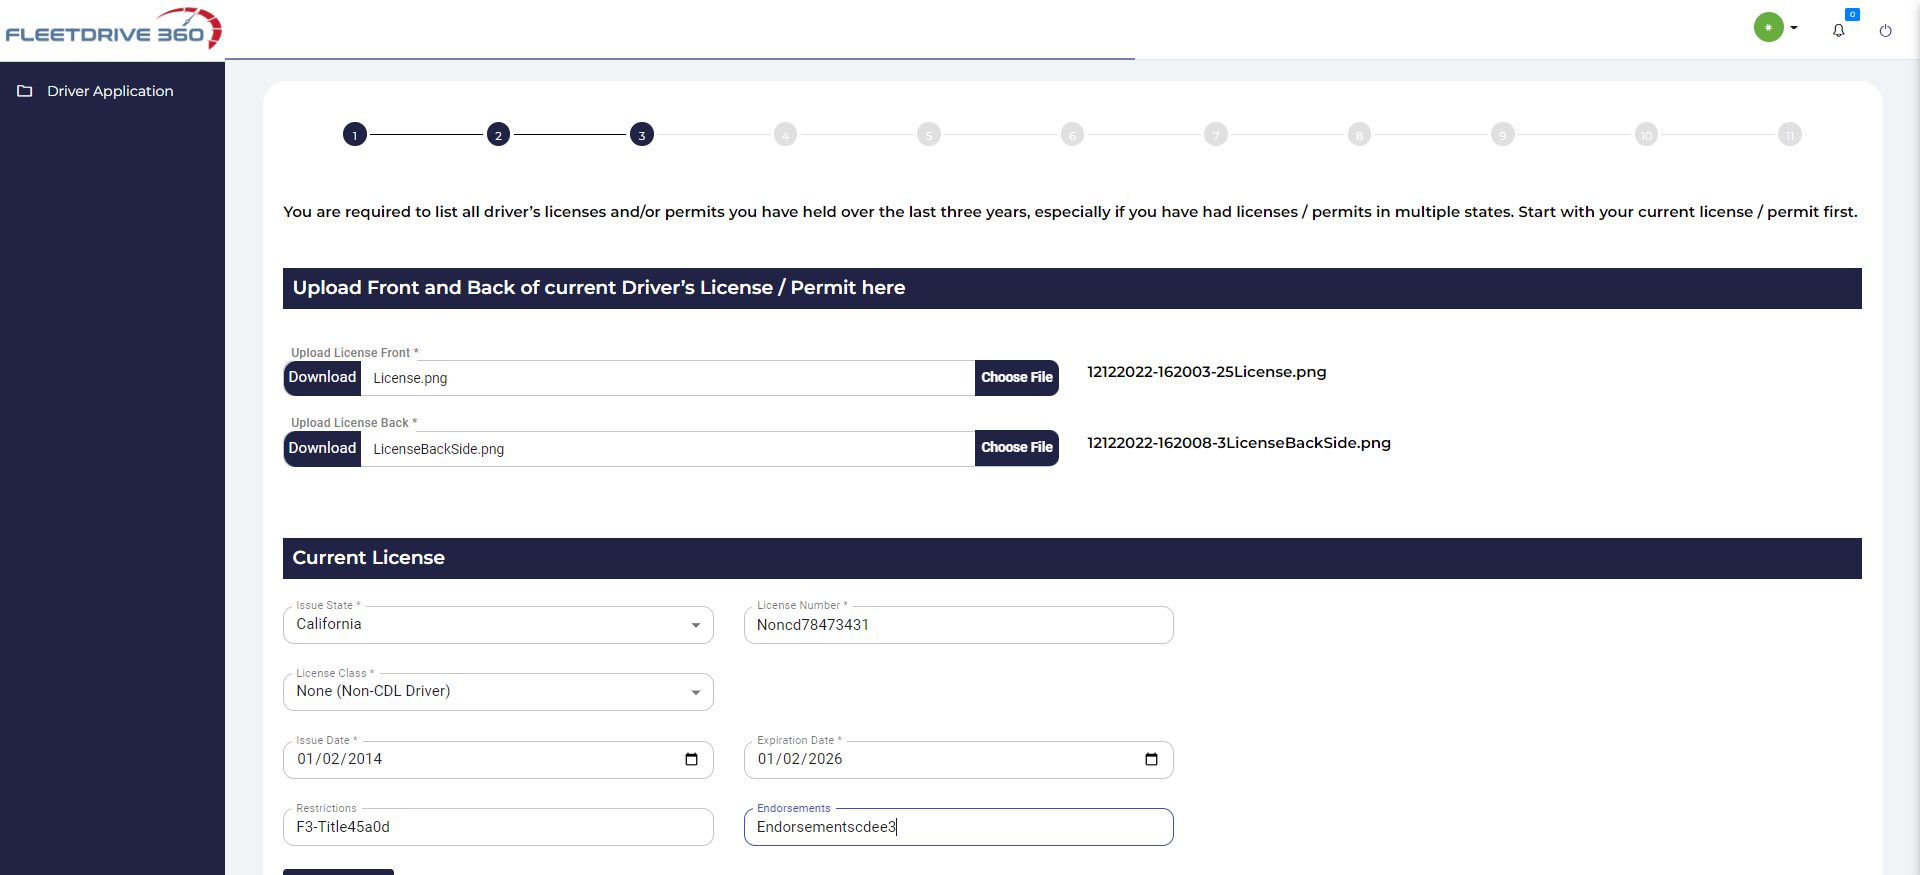 FLEETDRIVE 360
0
Driver Application
1 2 3 4 5 6 7 8 9 10 11
You are required to list all driver's licenses and/or permits you have held over the last three years, especially if you have had licenses / permits in multiple states. Start with your current license / permit first.
Upload Front and Back of current Driver's License / Permit here
Upload License Front *
Download License.png Choose File 12122022-162003-25License.png
Upload License Back *
Download LicenseBackSide.png Choose File 12122022-162008-3LicenseBackSide.png
Current License
Issue State * License Number *
California Noncd78473431
License Class *
None (Non-CDL Driver)
Issue Date * Expiration Date *
01/02/2014 01/02/2026
Restrictions Endorsements
F3-Title45a0d Endorsementscdee3